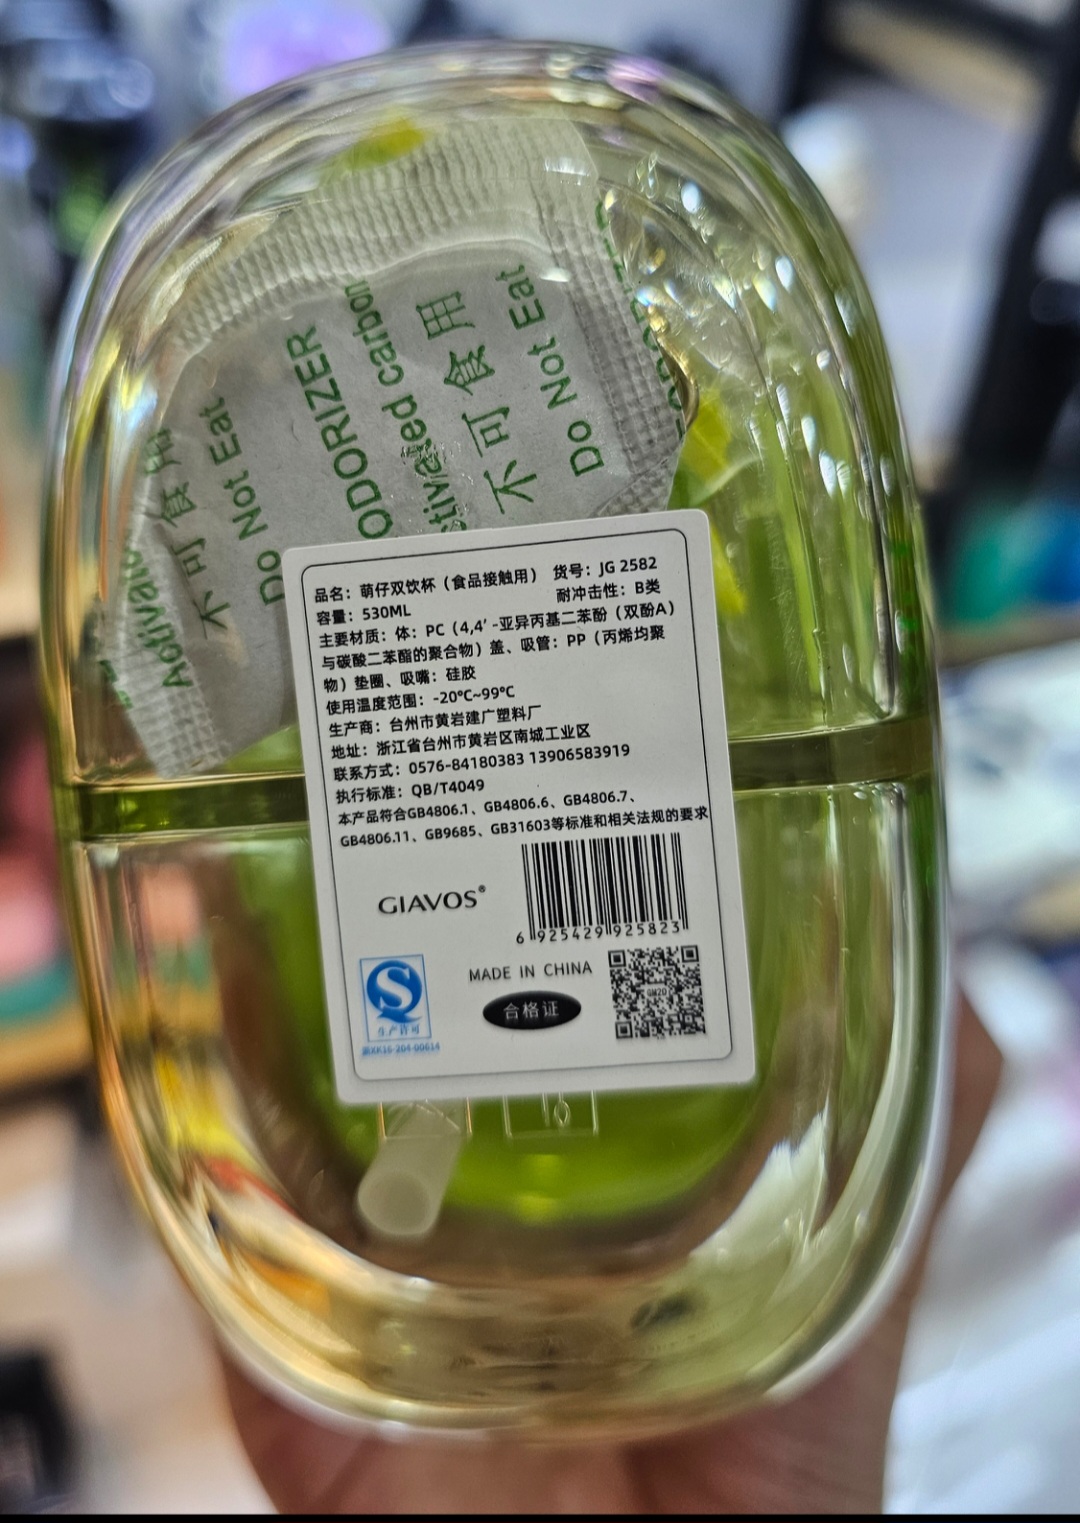 不可食用
Do Not Eat
ODORIZER
不可食用
Do Not Eat
品名：萌仔双饮杯（食品接触用） 货号：JG 2582
容量：530ML 耐冲击性：B类
主要材质：体：PC（4,4′-亚异丙基二苯酚（双酚A）
与碳酸二苯酯的聚合物）盖、吸管：PP（丙烯均聚
物）垫圈、吸嘴：硅胶
使用温度范围：-20℃~99℃
生产商：台州市黄岩建广塑料厂
地址：浙江省台州市黄岩区南城工业区
联系方式：0576-84180383 13906583919
执行标准：QB/T4049
本产品符合GB4806.1、GB4806.6、GB4806.7、
GB4806.11、GB9685、GB31603等标准和相关法规的要求
GIAVOS®
6 925429 925823
MADE IN CHINA
合格证
生产许可
浙XK16-204-00614